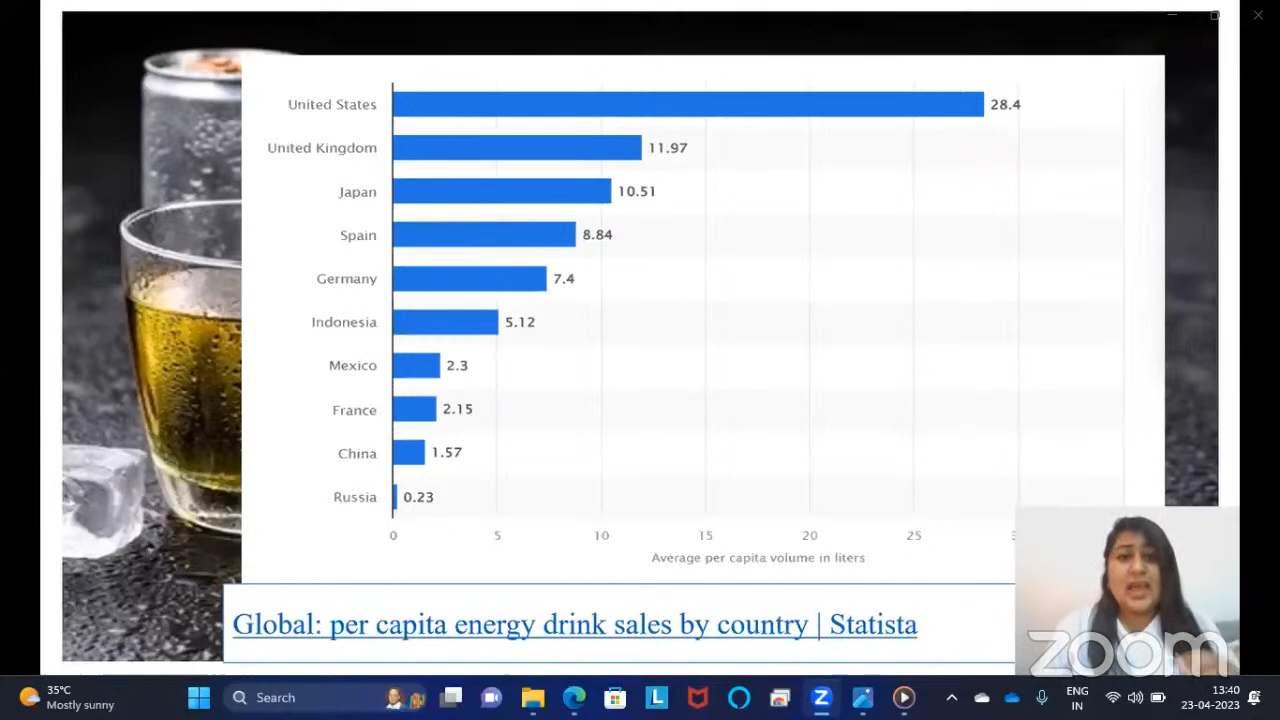 United States 28.4
United Kingdom 11.97
Japan 10.51
Spain 8.84
Germany 7.4
Indonesia 5.12
Mexico 2.3
France 2.15
China 1.57
Russia 0.23
0 5 10 15 20 25
Average per capita volume in liters
Global: per capita energy drink sales by country | Statista
zoom
35°C
Mostly sunny
Search
ENG
IN
13:40
23-04-2023